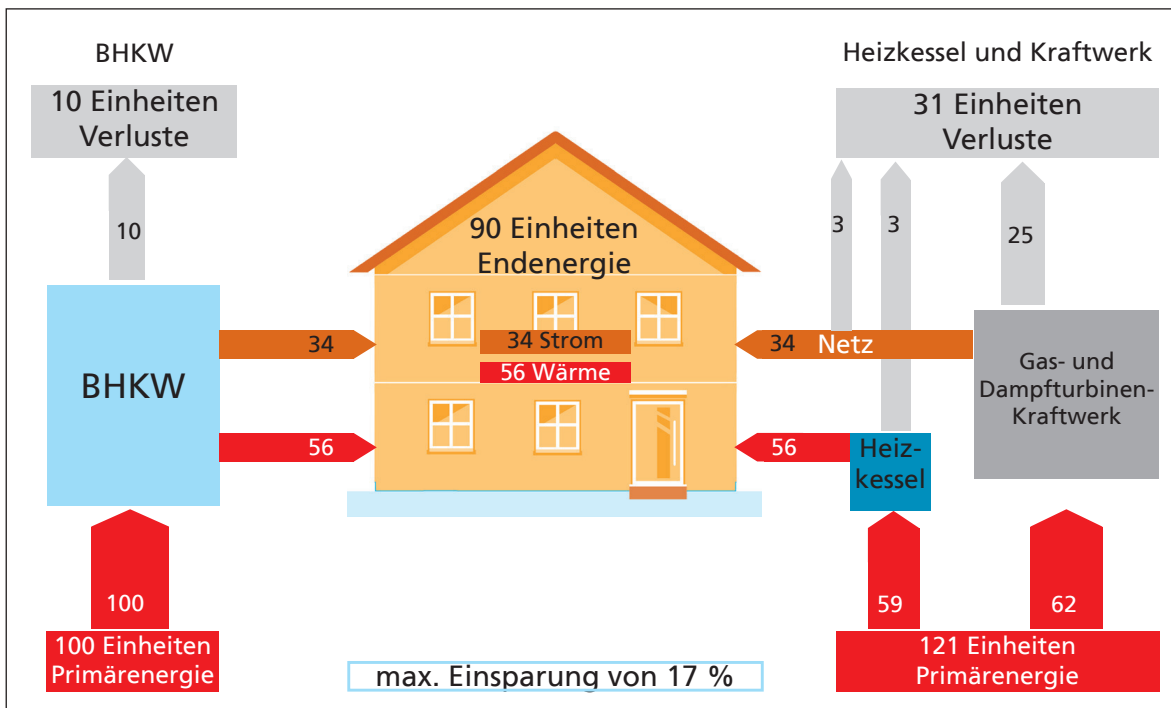 BHKW
10 Einheiten
Verluste
10
BHKW
34
56
100
100 Einheiten
Primärenergie
90 Einheiten
Endenergie
34 Strom
56 Wärme
max. Einsparung von 17 %
Heizkessel und Kraftwerk
31 Einheiten
Verluste
3
3
25
34
Netz
56
Heiz-
kessel
Gas- und
Dampfturbinen-
Kraftwerk
59
62
121 Einheiten
Primärenergie